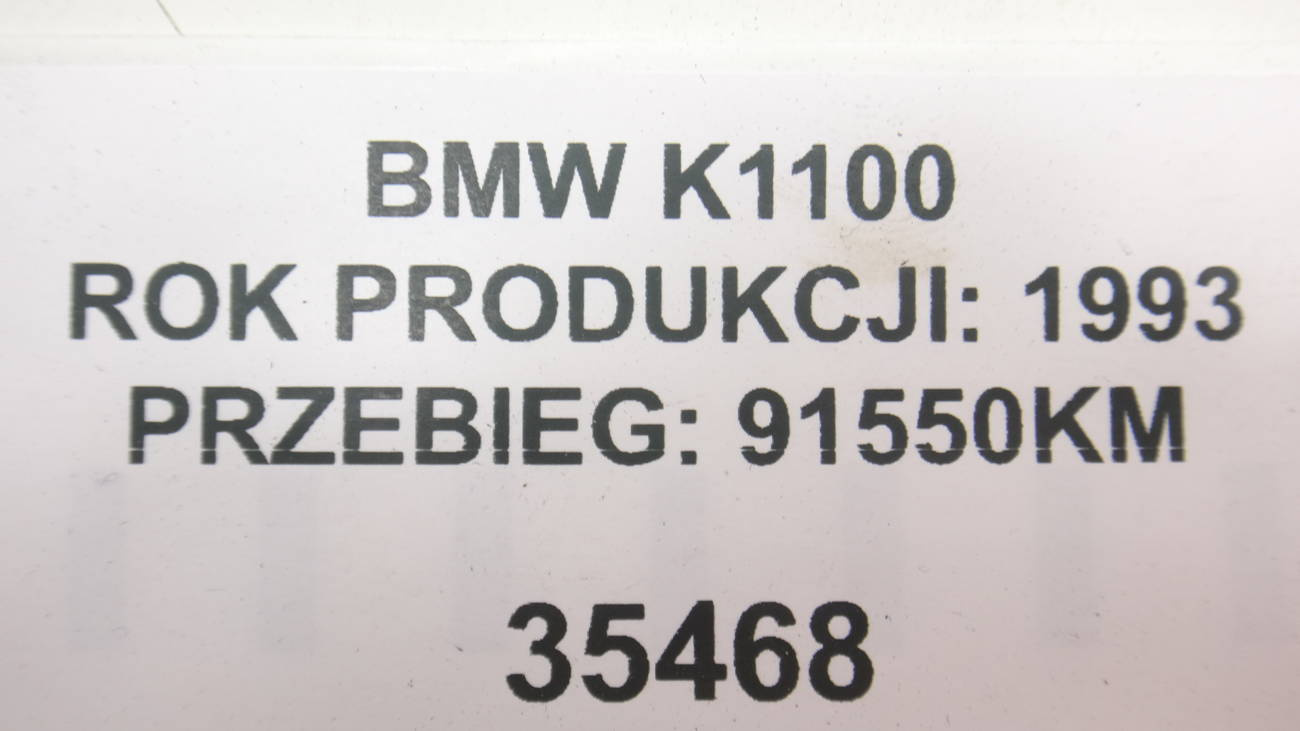 BMW K1100
ROK PRODUKCJI: 1993
PRZEBIEG: 91550KM
35468